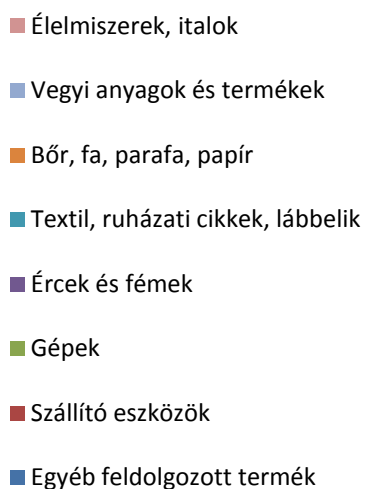 Élelmiszerek, italok
Vegyi anyagok és termékek
Bőr, fa, parafa, papír
Textil, ruházati cikkek, lábbelik
Ércek és fémek
Gépek
Szállító eszközök
Egyéb feldolgozott termék